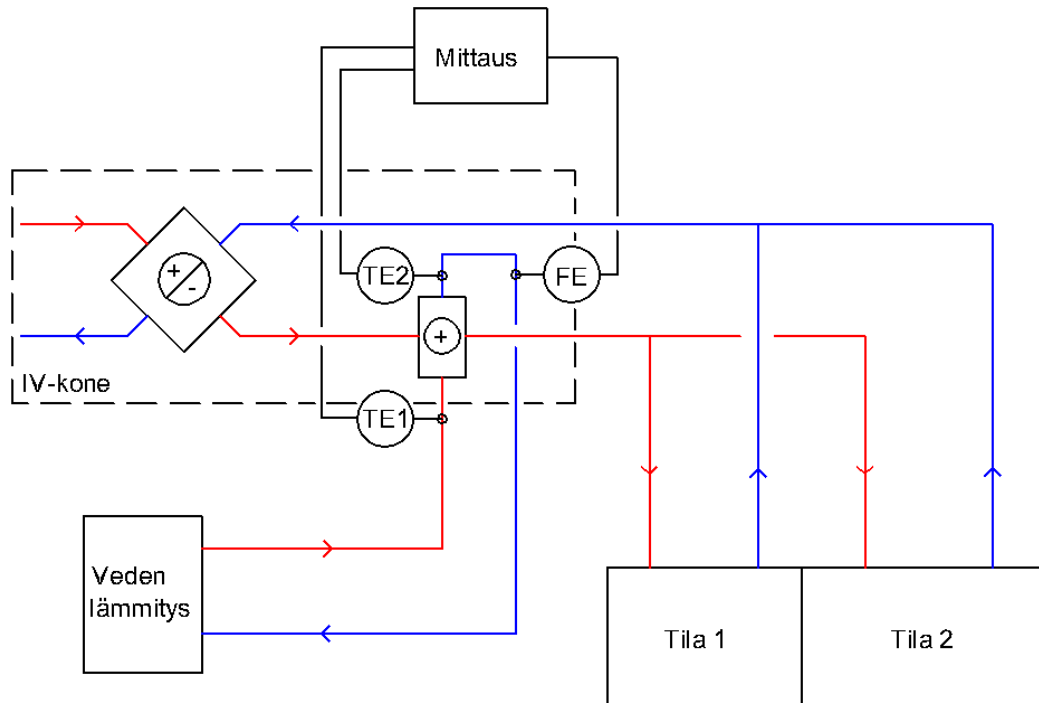 Mittaus
TE2
FE
+
-
+
IV-kone
TE1
Veden
lämmitys
Tila 1
Tila 2